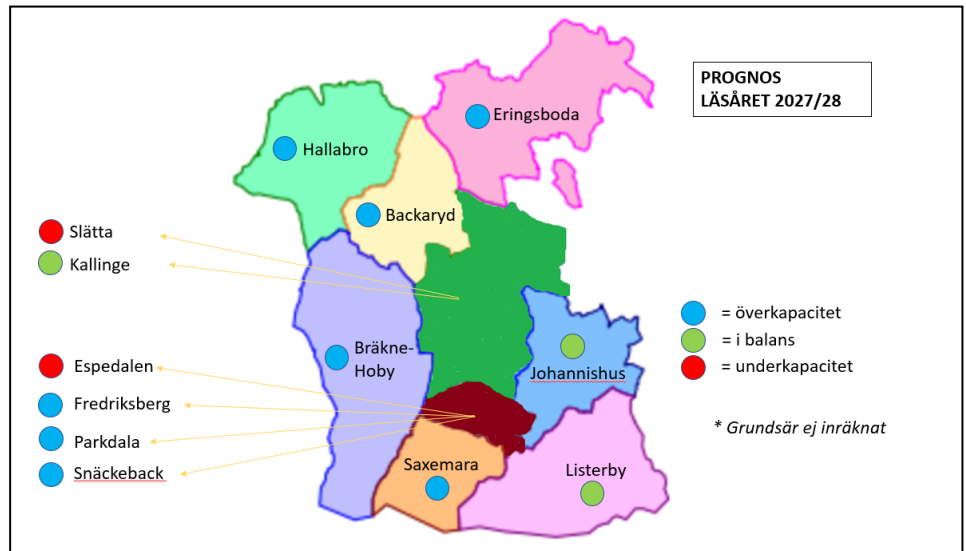 PROGNOS
LÄSÅRET 2027/28
Eringsboda
Hallabro
Backaryd
Slätta
Kallinge
Bräkne-
Hoby
Johannishus
= överkapacitet
= i balans
= underkapacitet
Espedalen
Fredriksberg
Parkdala
Snäckeback
Saxemara
Listerby
* Grundsär ej inräknat